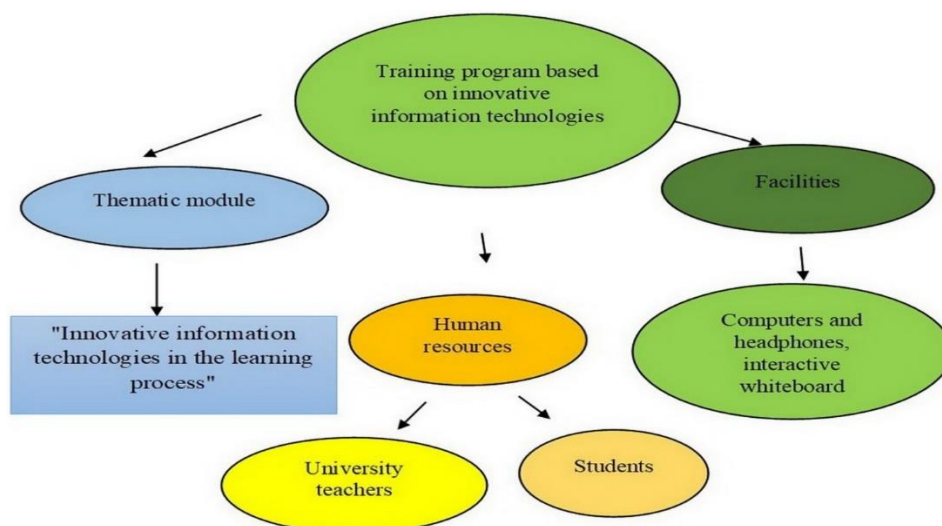 Training program based
on innovative
information technologies
Thematic module
Facilities
"Innovative information
technologies in the learning
process"
Human
resources
Computers and
headphones,
interactive
whiteboard
University
teachers
Students